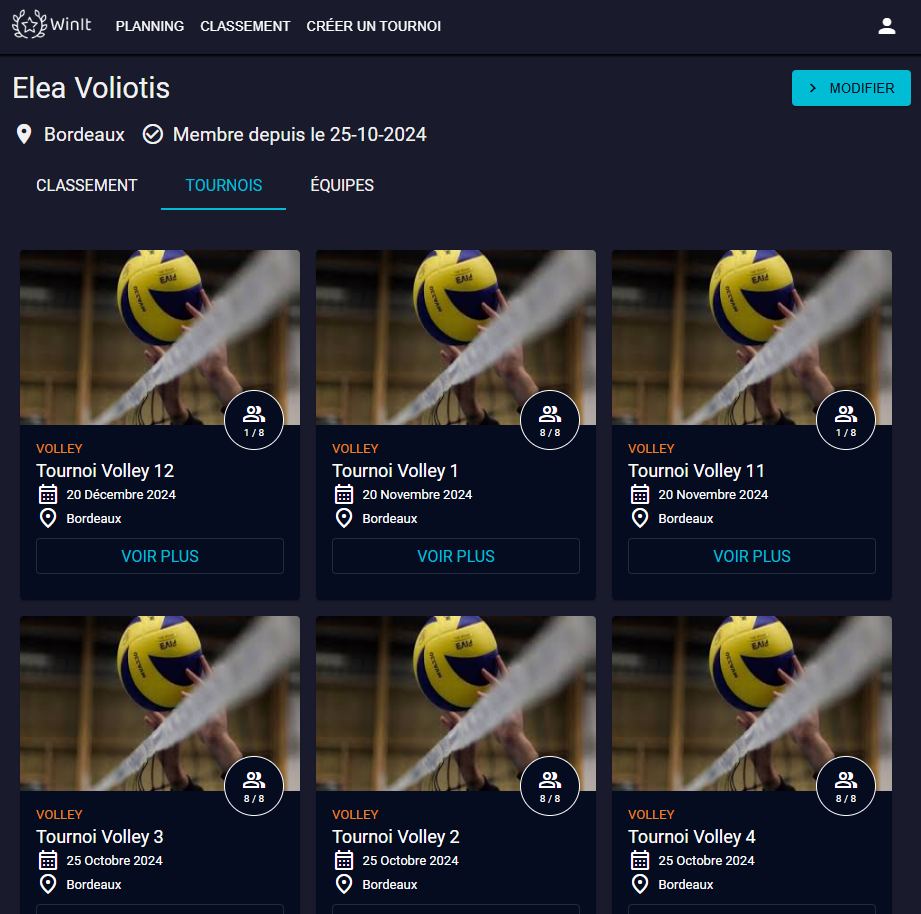 WinIt PLANNING CLASSEMENT CRÉER UN TOURNOI
Elea Voliotis
MODIFIER
Bordeaux Membre depuis le 25-10-2024
CLASSEMENT TOURNOIS ÉQUIPES
1 / 8 8 / 8 1 / 8
VOLLEY VOLLEY VOLLEY
Tournoi Volley 12 Tournoi Volley 1 Tournoi Volley 11
20 Décembre 2024 20 Novembre 2024 20 Novembre 2024
Bordeaux Bordeaux Bordeaux
VOIR PLUS VOIR PLUS VOIR PLUS
8 / 8 8 / 8 8 / 8
VOLLEY VOLLEY VOLLEY
Tournoi Volley 3 Tournoi Volley 2 Tournoi Volley 4
25 Octobre 2024 25 Octobre 2024 25 Octobre 2024
Bordeaux Bordeaux Bordeaux